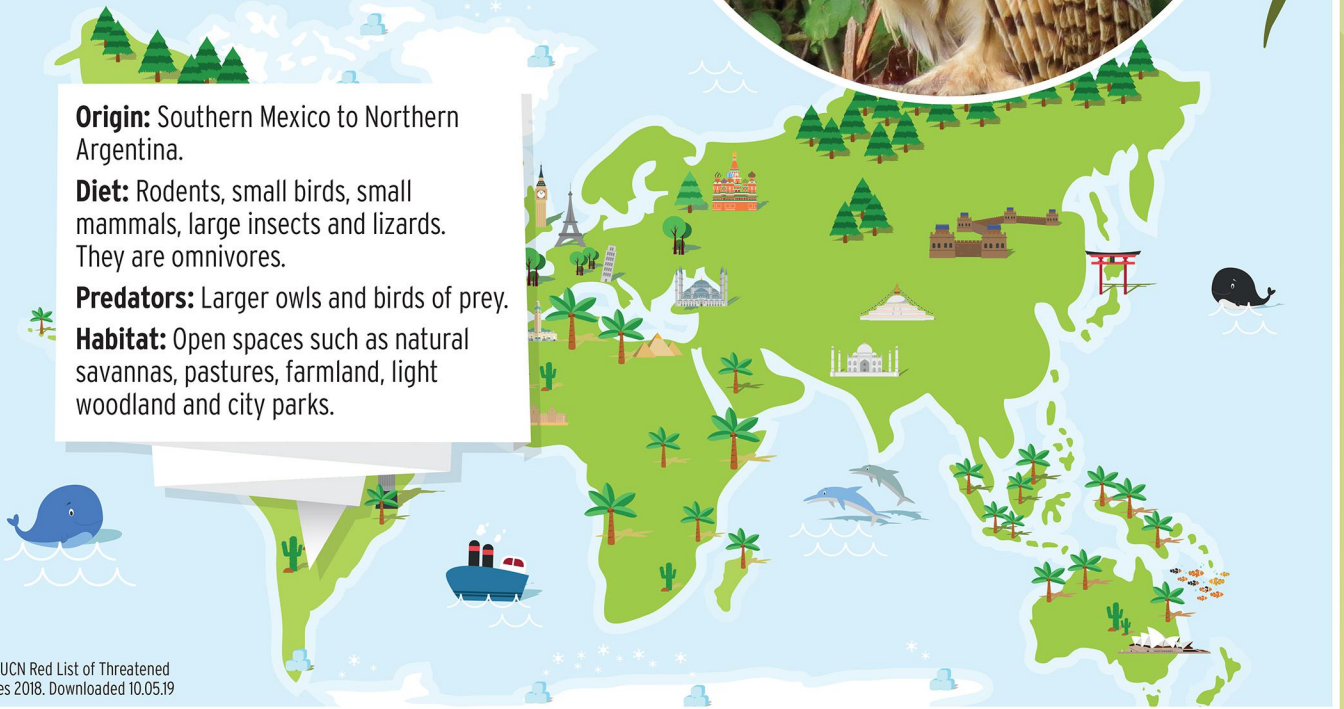 Origin: Southern Mexico to Northern
Argentina.
Diet: Rodents, small birds, small
mammals, large insects and lizards.
They are omnivores.
Predators: Larger owls and birds of prey.
Habitat: Open spaces such as natural
savannas, pastures, farmland, light
woodland and city parks.
UCN Red List of Threatened
es 2018. Downloaded 10.05.19